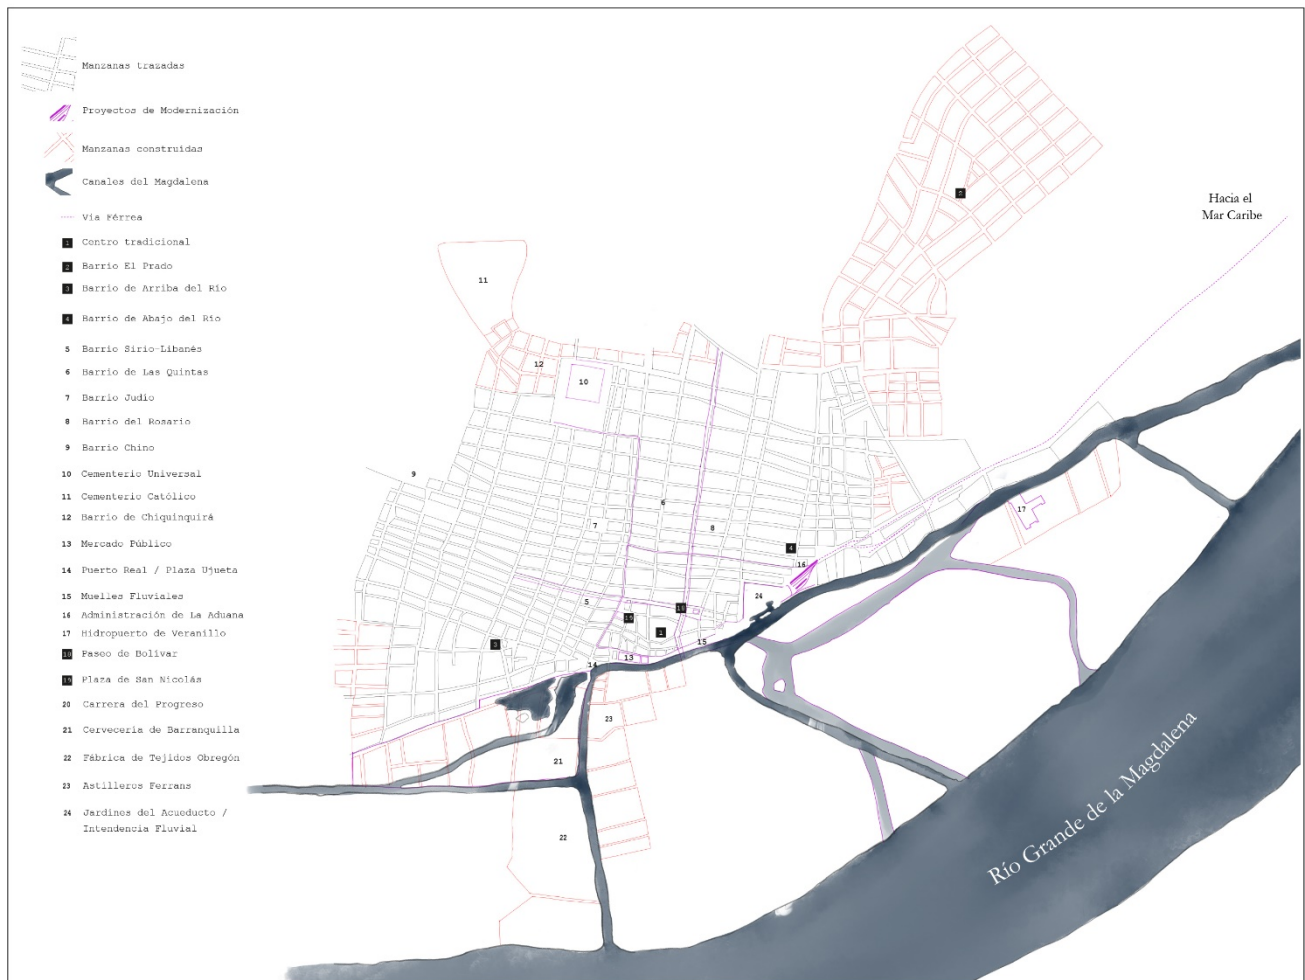 Manzanas trazadas
Proyectos de Modernización
Manzanas construidas
Canales del Magdalena
Vía Férrea
1 Centro tradicional
2 Barrio El Prado
3 Barrio de Arriba del Río
4 Barrio de Abajo del Río
5 Barrio Sirio-Libanés
6 Barrio de Las Quintas
7 Barrio Judío
8 Barrio del Rosario
9 Barrio Chino
10 Cementerio Universal
11 Cementerio Católico
12 Barrio de Chiquinquirá
13 Mercado Público
14 Puerto Real / Plaza Ujueta
15 Muelles Fluviales
16 Administración de La Aduana
17 Hidropuerto de Veranillo
18 Paseo de Bolívar
19 Plaza de San Nicolás
20 Carrera del Progreso
21 Cervecería de Barranquilla
22 Fábrica de Tejidos Obregón
23 Astilleros Ferrans
24 Jardines del Acueducto /
Intendencia Fluvial
2
Hacia el
Mar Caribe
11
12
10
9
6
7
8
17
4
16
24
5
18
19
1
3
15
13
14
23
21
22
Río Grande de la Magdalena